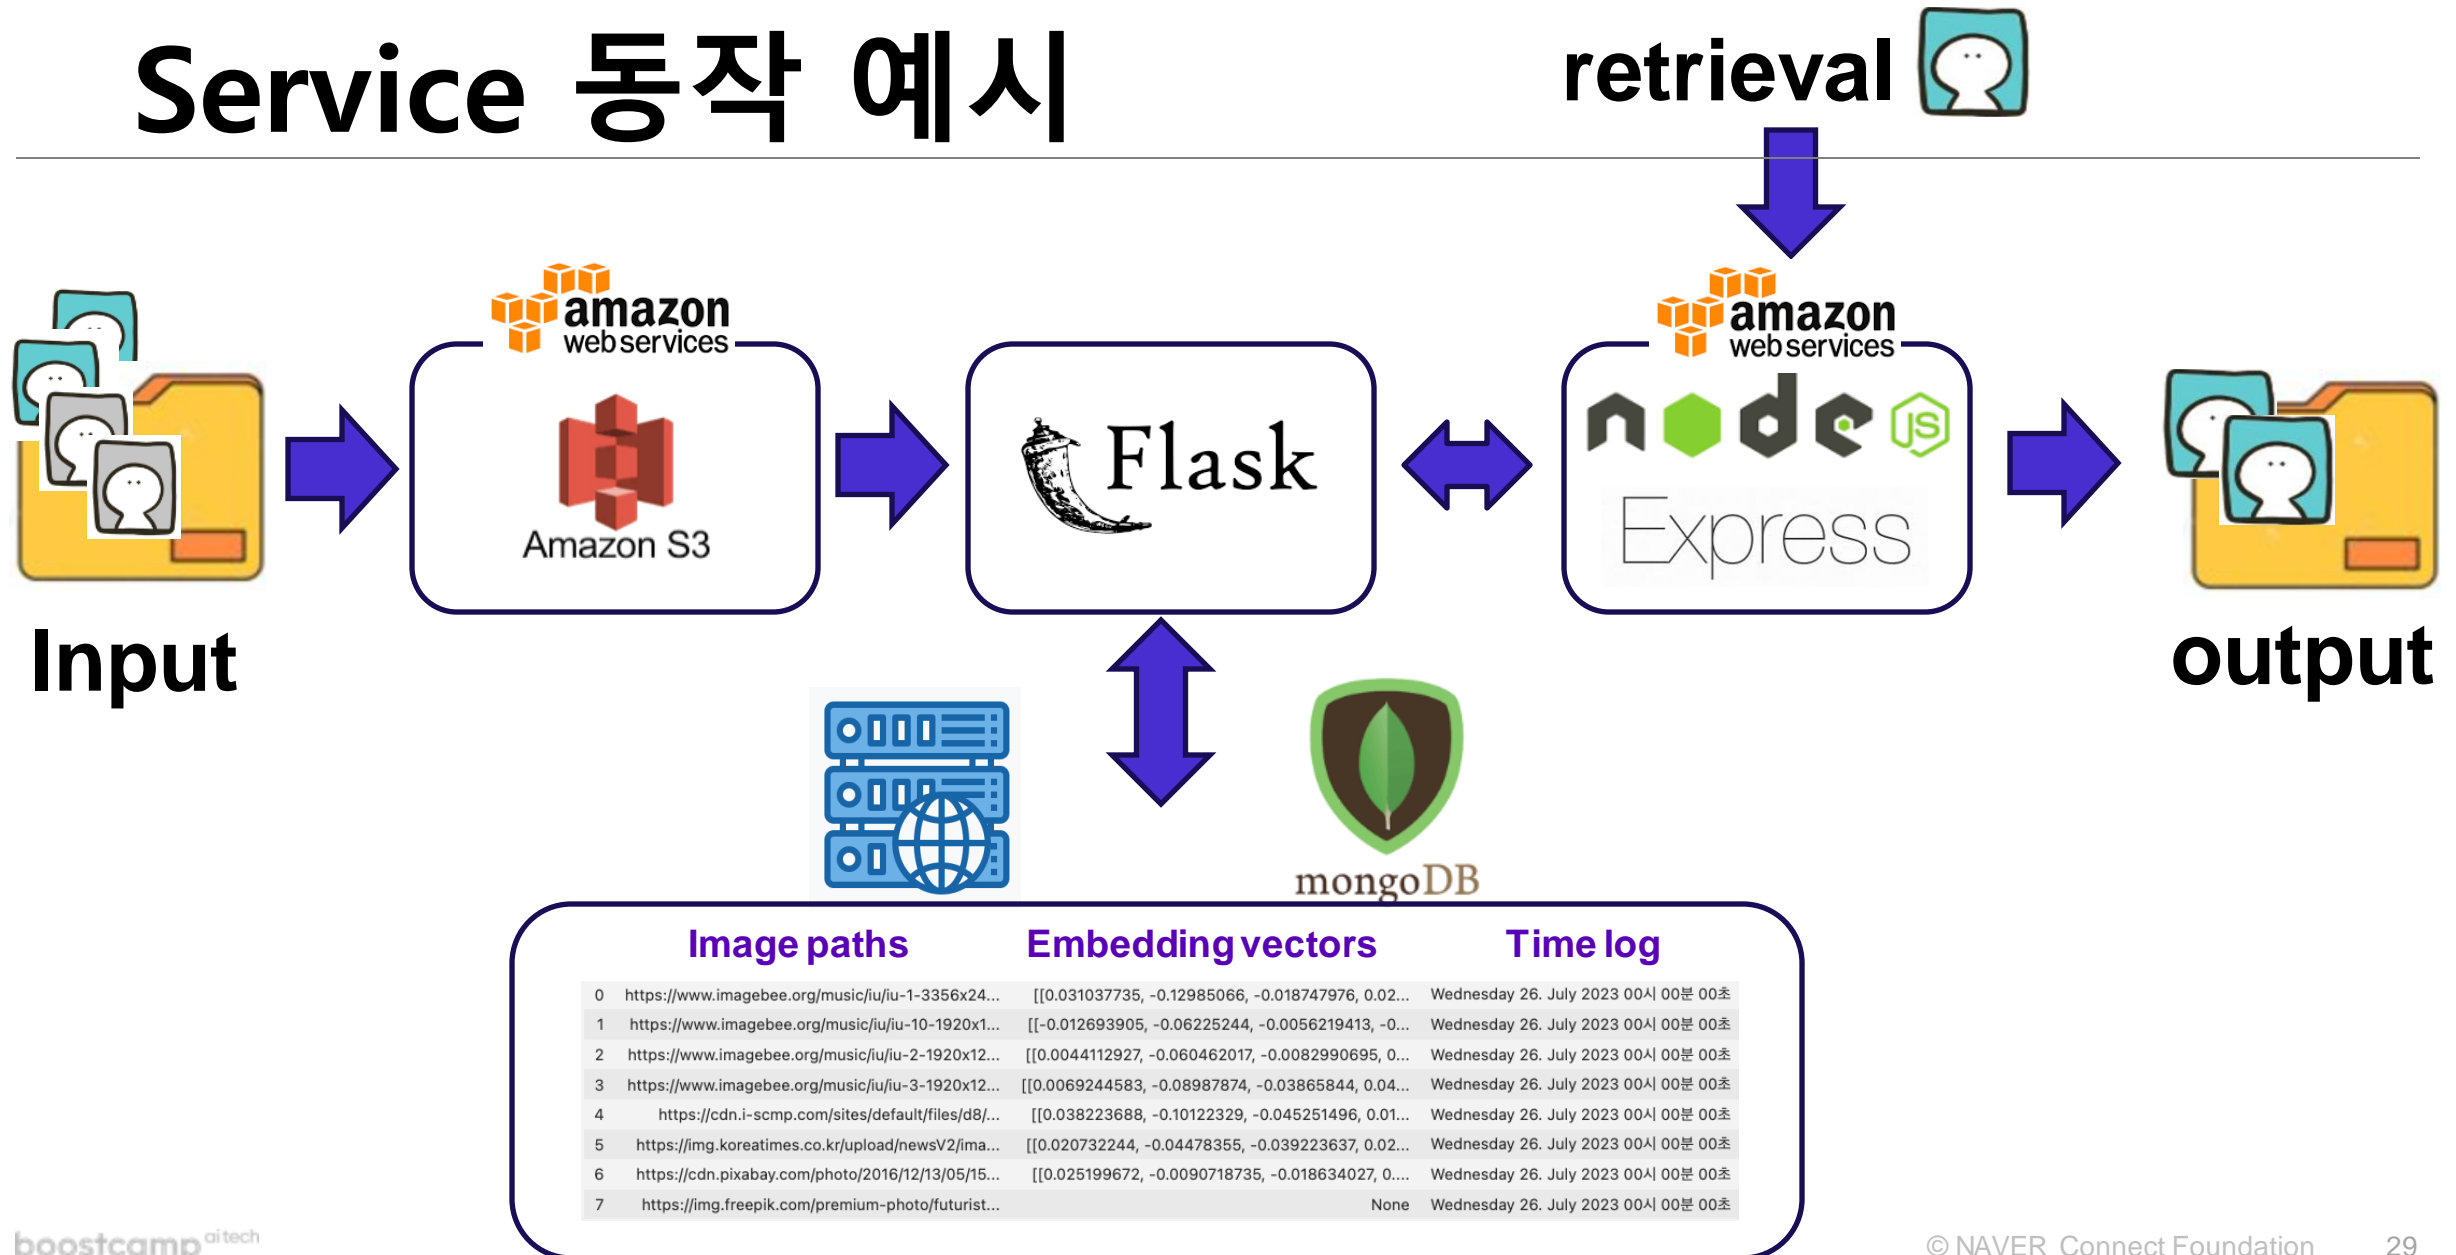 Service 동작 예시
retrieval
amazon
web services
Amazon S3
Flask
amazon
web services
node
JS
Express
Input
output
mongoDB
Image paths Embedding vectors Time log
0 https://www.imagebee.org/music/iu/iu-1-3356x24... [[0.031037735, -0.12985066, -0.018747976, 0.02... Wednesday 26. July 2023 00시 00분 00초
1 https://www.imagebee.org/music/iu/iu-10-1920x1... [[-0.012693905, -0.06225244, -0.0056219413, -0... Wednesday 26. July 2023 00시 00분 00초
2 https://www.imagebee.org/music/iu/iu-2-1920x12... [[0.0044112927, -0.060462017, -0.0082990695, 0... Wednesday 26. July 2023 00시 00분 00초
3 https://www.imagebee.org/music/iu/iu-3-1920x12... [[0.0069244583, -0.08987874, -0.03865844, 0.04... Wednesday 26. July 2023 00시 00분 00초
4 https://cdn.i-scmp.com/sites/default/files/d8/... [[0.038223688, -0.10122329, -0.045251496, 0.01... Wednesday 26. July 2023 00시 00분 00초
5 https://img.koreatimes.co.kr/upload/newsV2/ima... [[0.020732244, -0.04478355, -0.039223637, 0.02... Wednesday 26. July 2023 00시 00분 00초
6 https://cdn.pixabay.com/photo/2016/12/13/05/15... [[0.025199672, -0.0090718735, -0.018634027, 0.... Wednesday 26. July 2023 00시 00분 00초
7 https://img.freepik.com/premium-photo/futurist... None Wednesday 26. July 2023 00시 00분 00초
boostcamp aitech
© NAVER Connect Foundation 29